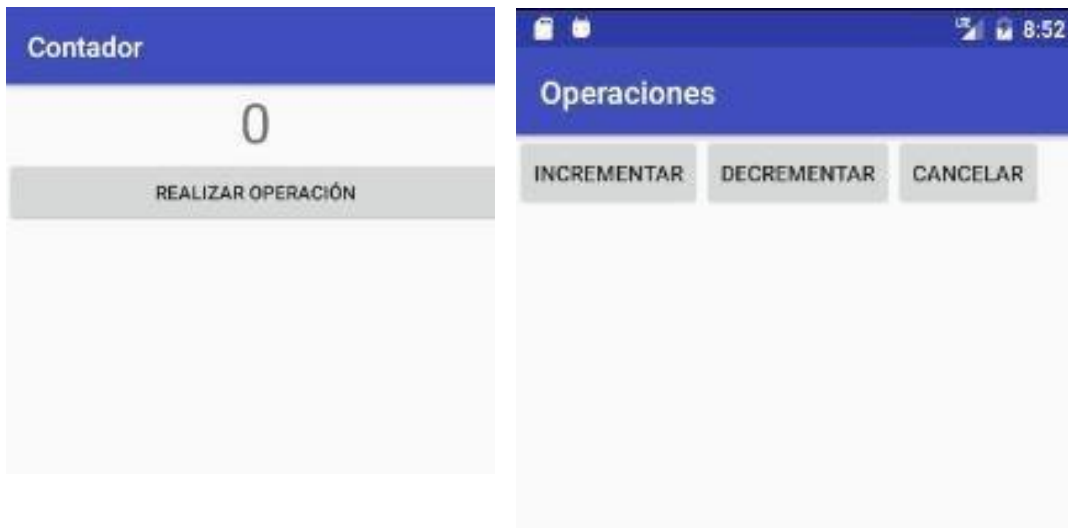 Contador
0
REALIZAR OPERACIÓN
8:52
Operaciones
INCREMENTAR DECREMENTAR CANCELAR